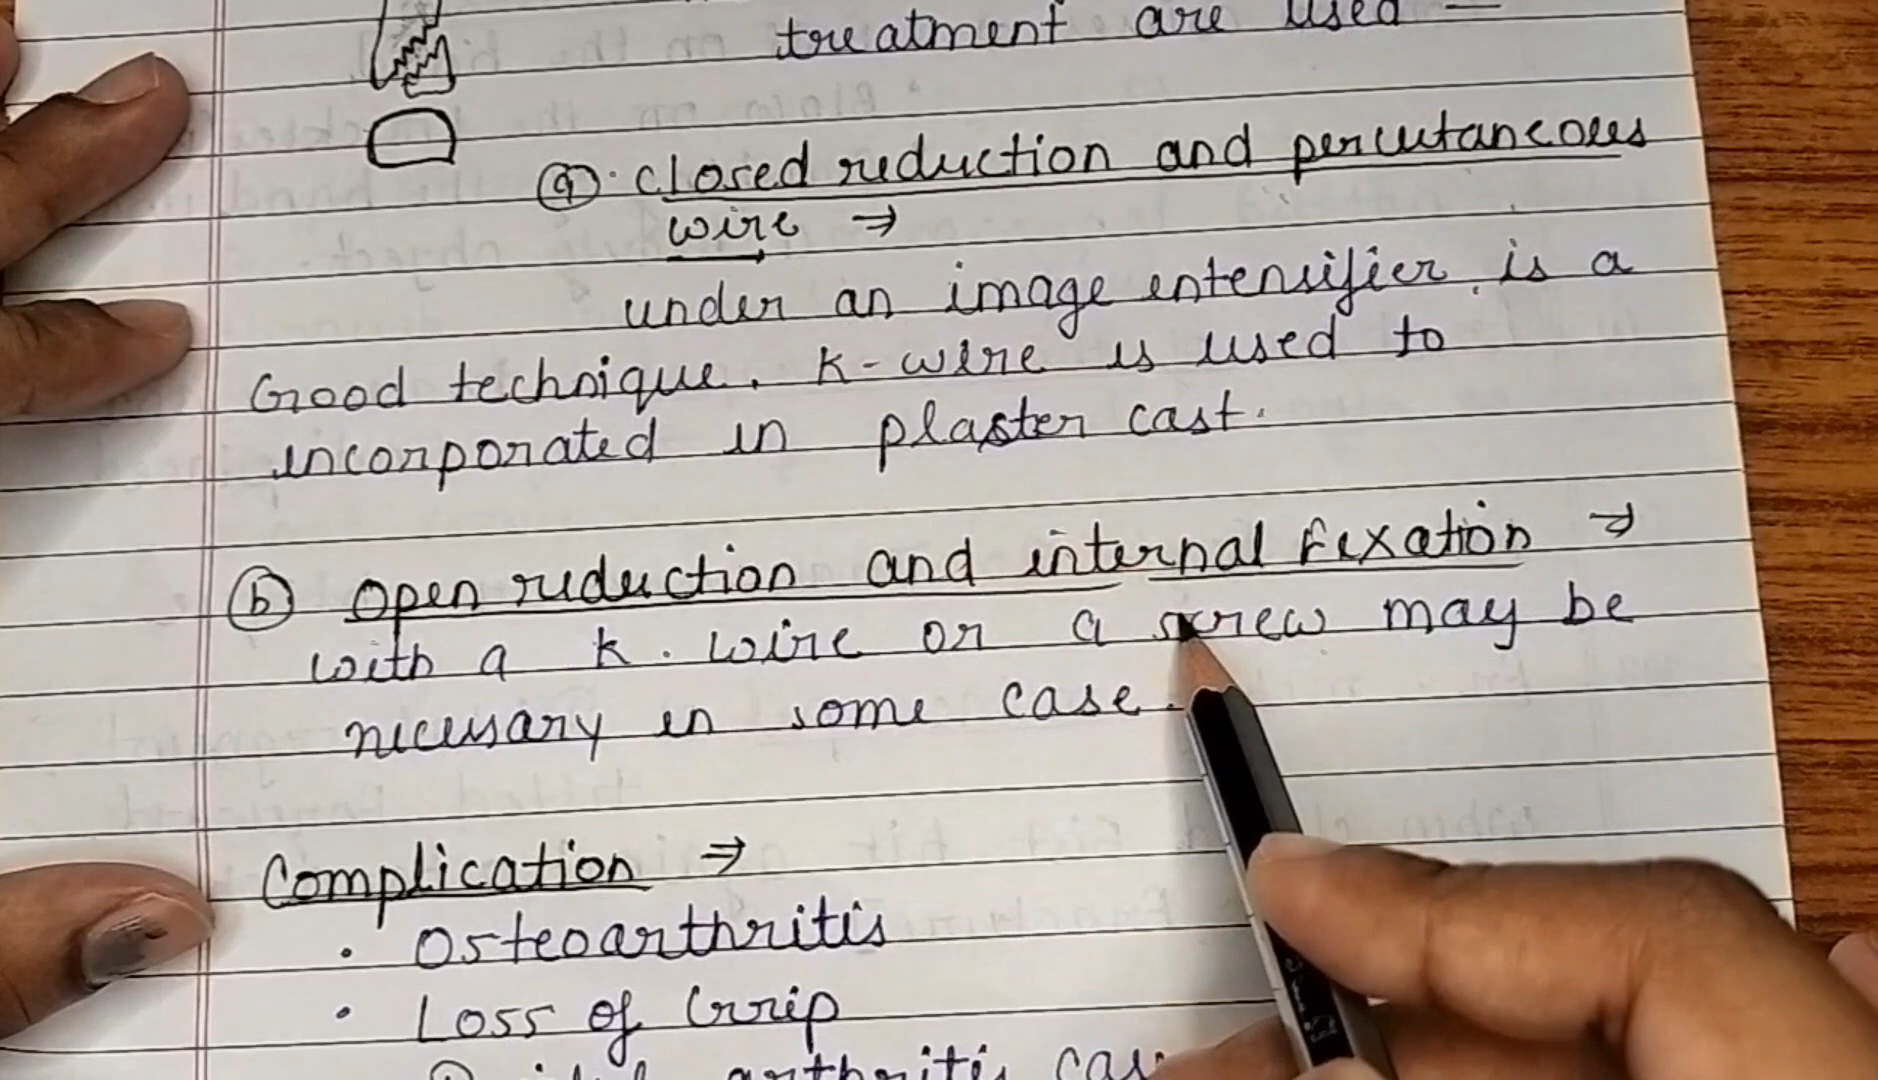 treatment are used -
(a). closed reduction and percutaneous
wire →
under an image entensifier is a
Good technique. K-wire is used to
incorporated in plaster cast.
(b) open reduction and internal fixation →
with a K. wire or a screw may be
nicessary in some case.
Complication →
• Osteoarthritis
• Loss of Grip
arthritis